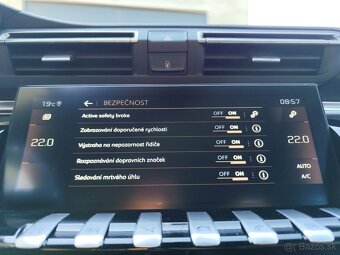 19°C
BEZPEČNOST
08:57
Active safety brake OFF ON
Zobrazování doporučené rychlosti OFF ON
22.0
Výstraha na nepozornost řidiče OFF ON
22.0
Rozpoznávání dopravních značek OFF ON
AUTO
Sledování mrtvého úhlu OFF ON
A/C
bazos.sk